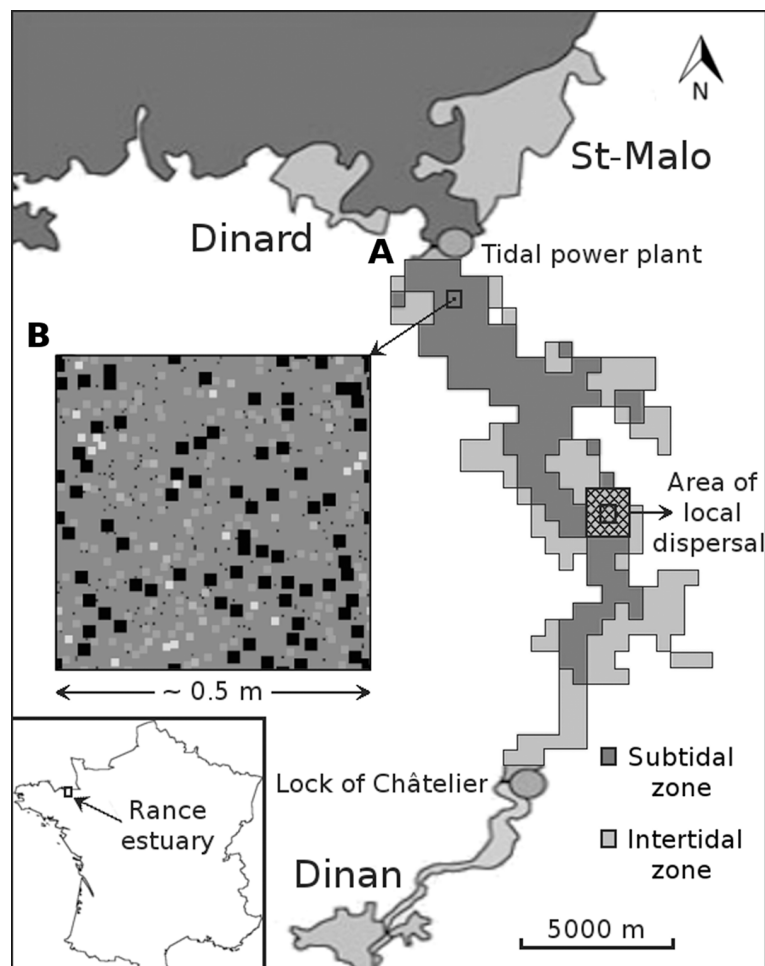 N
St-Malo
Dinard
A
Tidal power plant
B
Area of
local
dispersal
~ 0.5 m
Subtidal
zone
Lock of Châtelier
Rance
estuary
Intertidal
zone
Dinan
5000 m